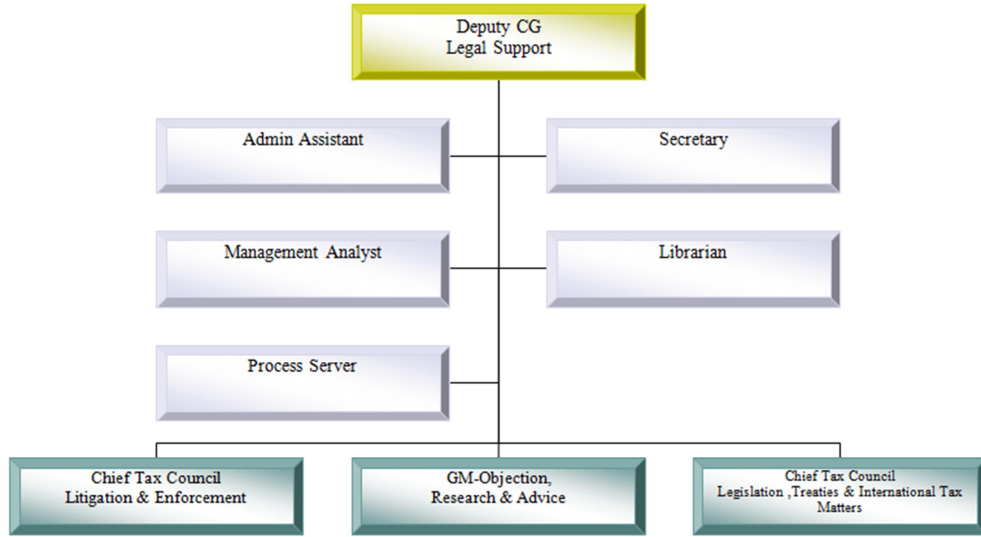 Deputy CG
Legal Support
Admin Assistant
Secretary
Management Analyst
Librarian
Process Server
Chief Tax Council
Litigation & Enforcement
GM-Objection,
Research & Advice
Chief Tax Council
Legislation ,Treaties & International Tax
Matters